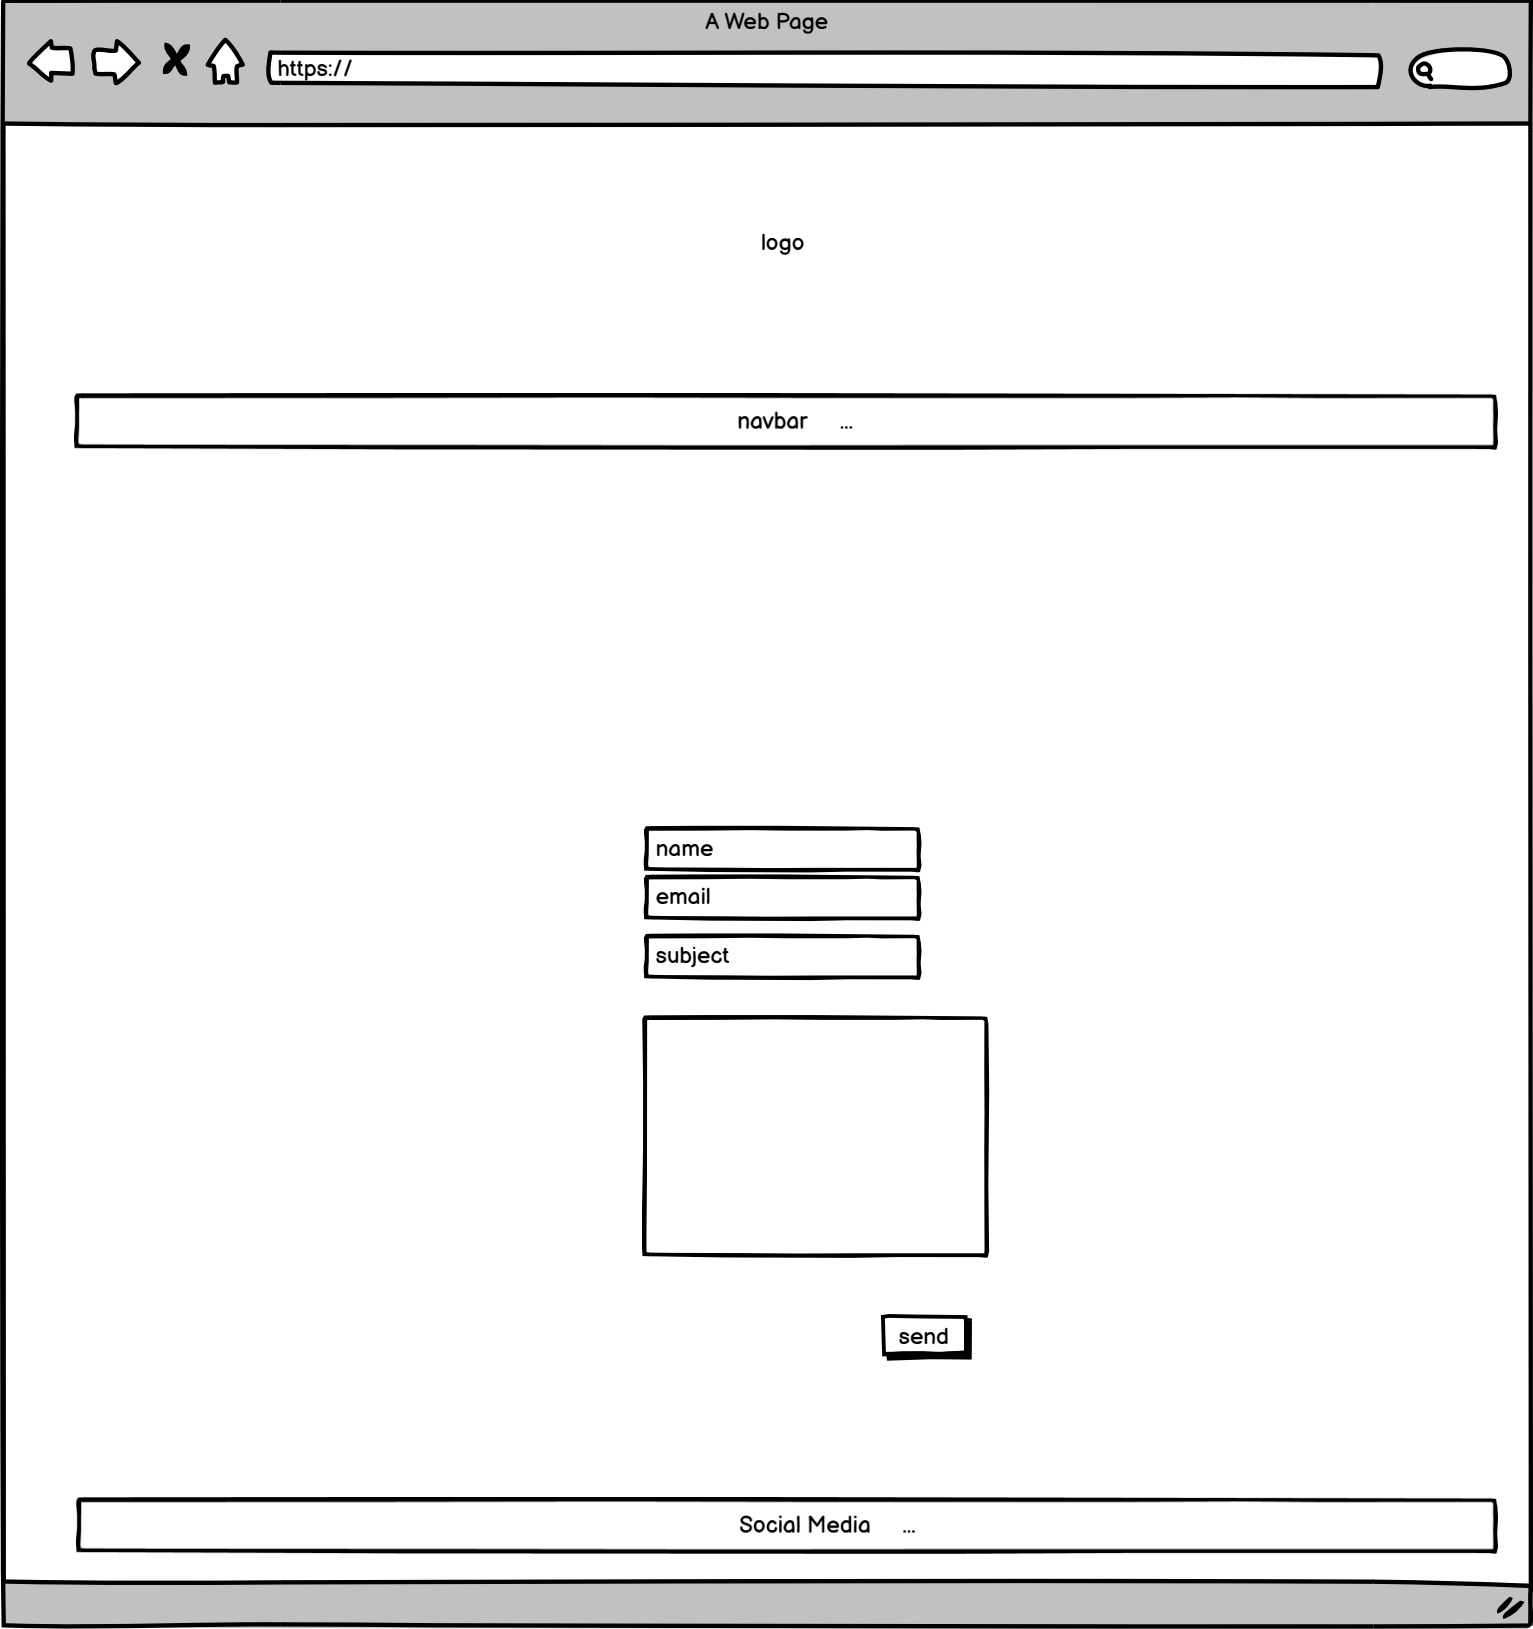 A Web Page
https://
logo
navbar ...
name
email
subject
send
Social Media ...